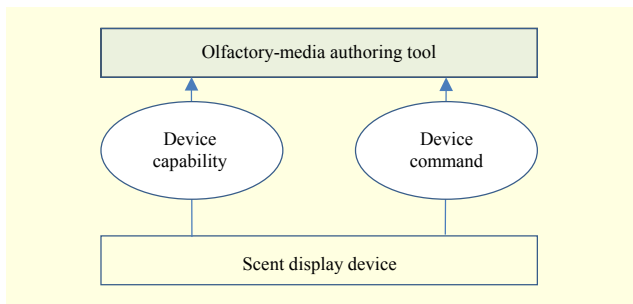 Olfactory-media authoring tool
Device
capability
Device
command
Scent display device